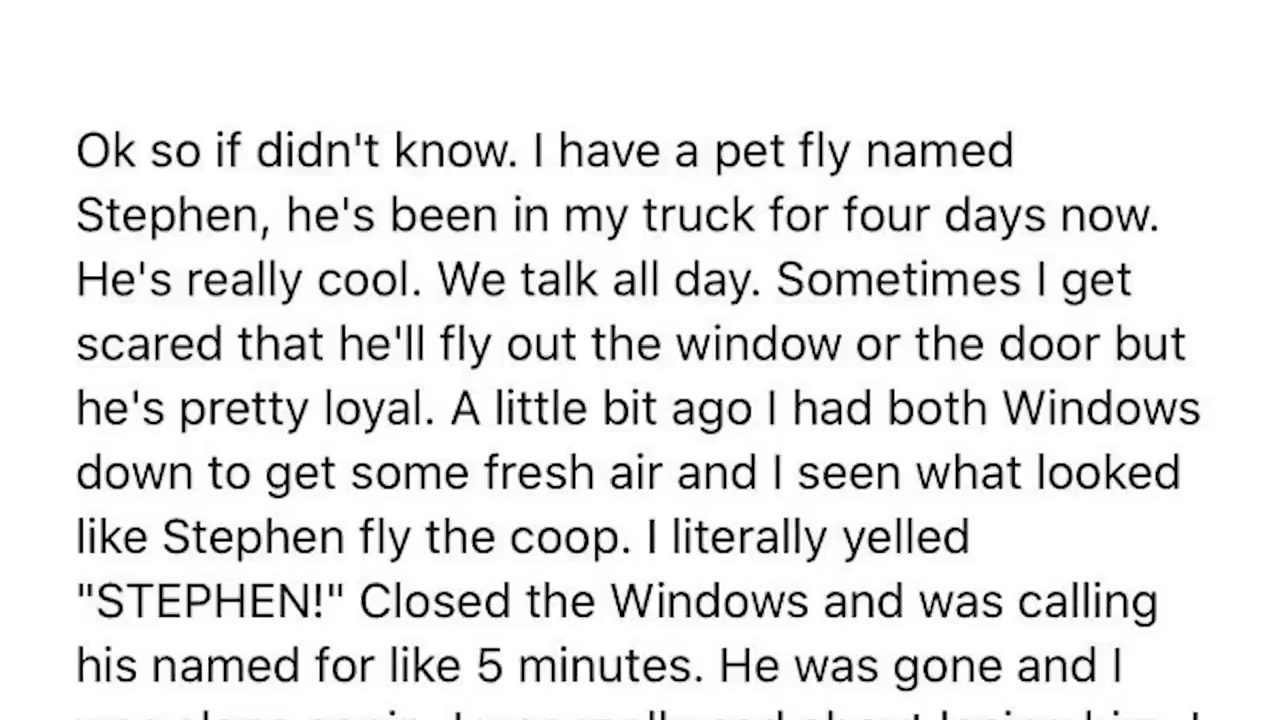 Ok so if didn't know. I have a pet fly named
Stephen, he's been in my truck for four days now.
He's really cool. We talk all day. Sometimes I get
scared that he'll fly out the window or the door but
he's pretty loyal. A little bit ago I had both Windows
down to get some fresh air and I seen what looked
like Stephen fly the coop. I literally yelled
"STEPHEN!" Closed the Windows and was calling
his named for like 5 minutes. He was gone and I